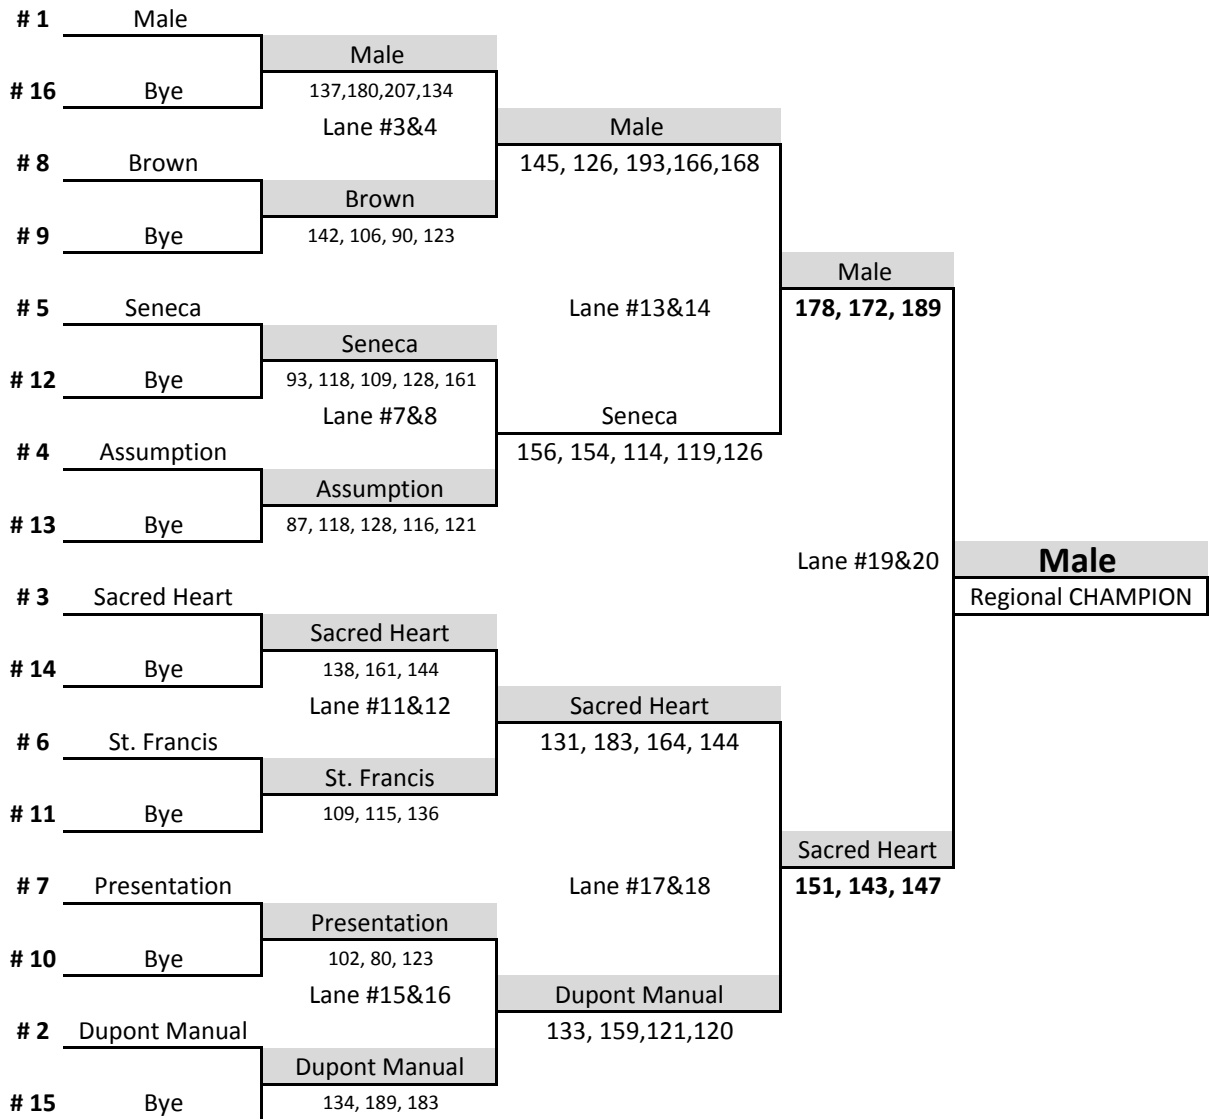 # 1 Male
Male
# 16 Bye 137,180,207,134
Lane #3&4 Male
# 8 Brown 145, 126, 193,166,168
Brown
# 9 Bye 142, 106, 90, 123
Male
# 5 Seneca Lane #13&14 178, 172, 189
Seneca
# 12 Bye 93, 118, 109, 128, 161
Lane #7&8 Seneca
# 4 Assumption 156, 154, 114, 119,126
Assumption
# 13 Bye 87, 118, 128, 116, 121
Lane #19&20 Male
# 3 Sacred Heart Regional CHAMPION
Sacred Heart
# 14 Bye 138, 161, 144
Lane #11&12 Sacred Heart
# 6 St. Francis 131, 183, 164, 144
St. Francis
# 11 Bye 109, 115, 136
Sacred Heart
# 7 Presentation Lane #17&18 151, 143, 147
Presentation
# 10 Bye 102, 80, 123
Lane #15&16 Dupont Manual
# 2 Dupont Manual 133, 159,121,120
Dupont Manual
# 15 Bye 134, 189, 183